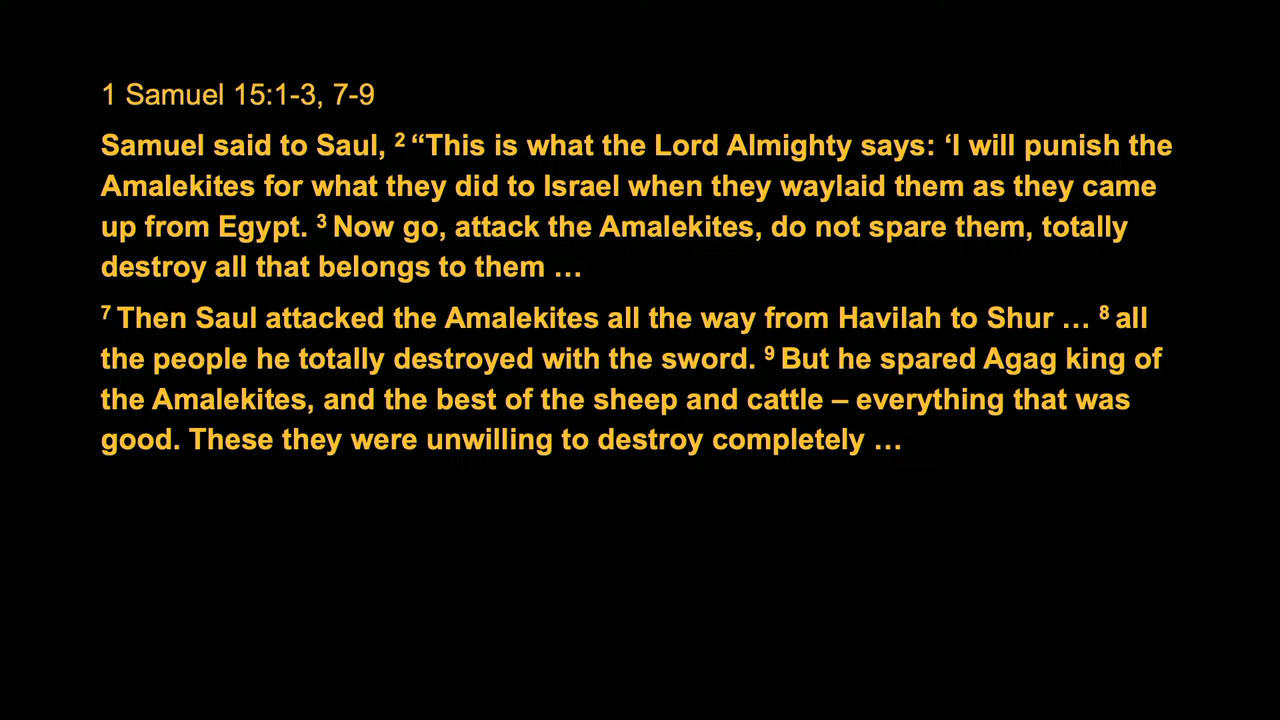 1 Samuel 15:1-3, 7-9
Samuel said to Saul, ² “This is what the Lord Almighty says: ‘I will punish the
Amalekites for what they did to Israel when they waylaid them as they came
up from Egypt. ³ Now go, attack the Amalekites, do not spare them, totally
destroy all that belongs to them …
⁷ Then Saul attacked the Amalekites all the way from Havilah to Shur … ⁸ all
the people he totally destroyed with the sword. ⁹ But he spared Agag king of
the Amalekites, and the best of the sheep and cattle – everything that was
good. These they were unwilling to destroy completely …